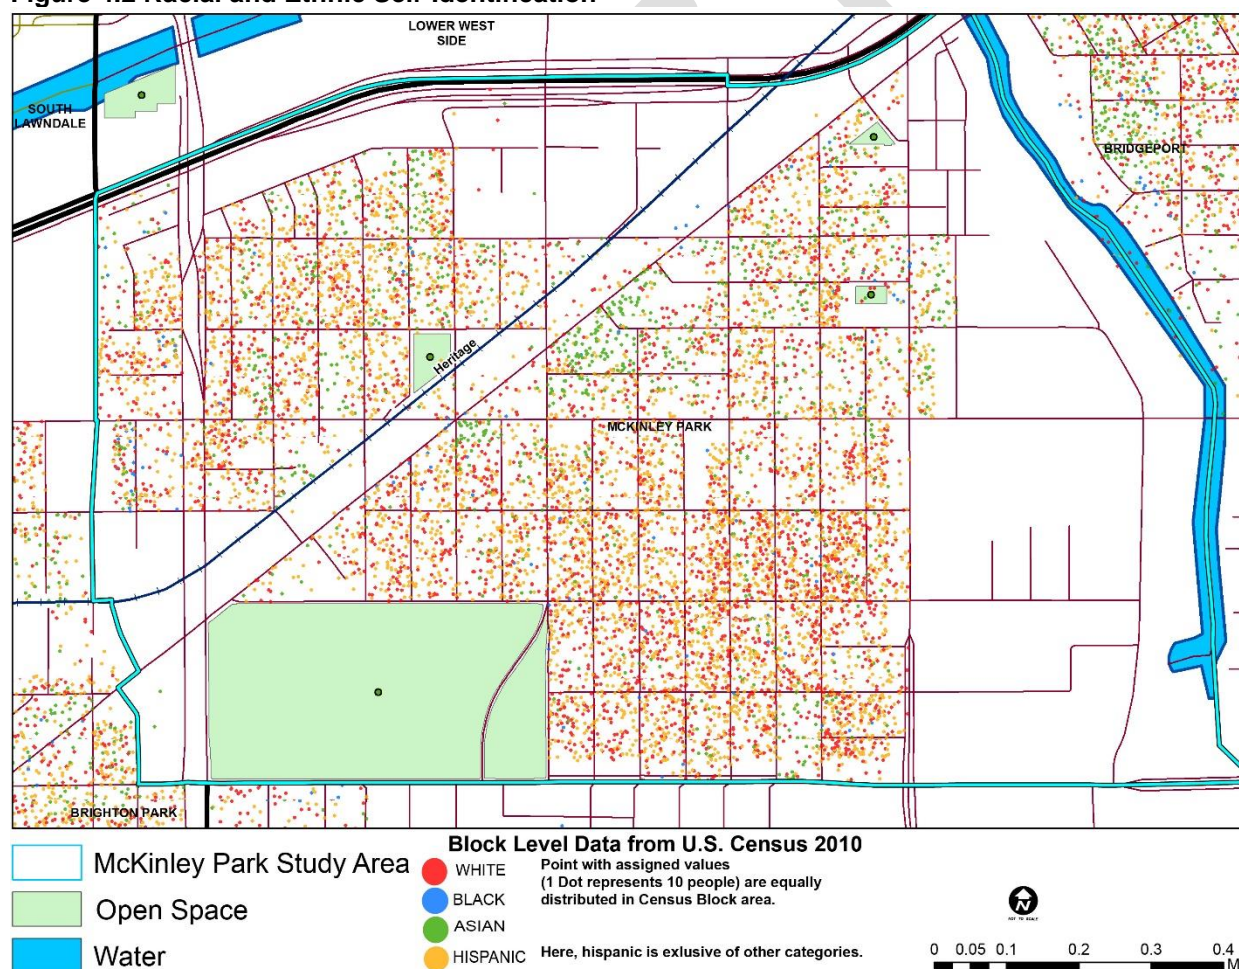 Figure 4.2 Racial and Ethnic Self-Identification
LOWER WEST
SIDE
SOUTH
LAWNDALE
BRIDGEPORT
Heritage
MCKINLEY PARK
BRIGHTON PARK
Block Level Data from U.S. Census 2010
McKinley Park Study Area
Open Space
Water
WHITE
BLACK
ASIAN
HISPANIC
Point with assigned values
(1 Dot represents 10 people) are equally
distributed in Census Block area.
Here, hispanic is exlusive of other categories.
N
NOT TO SCALE
0 0.05 0.1 0.2 0.3 0.4